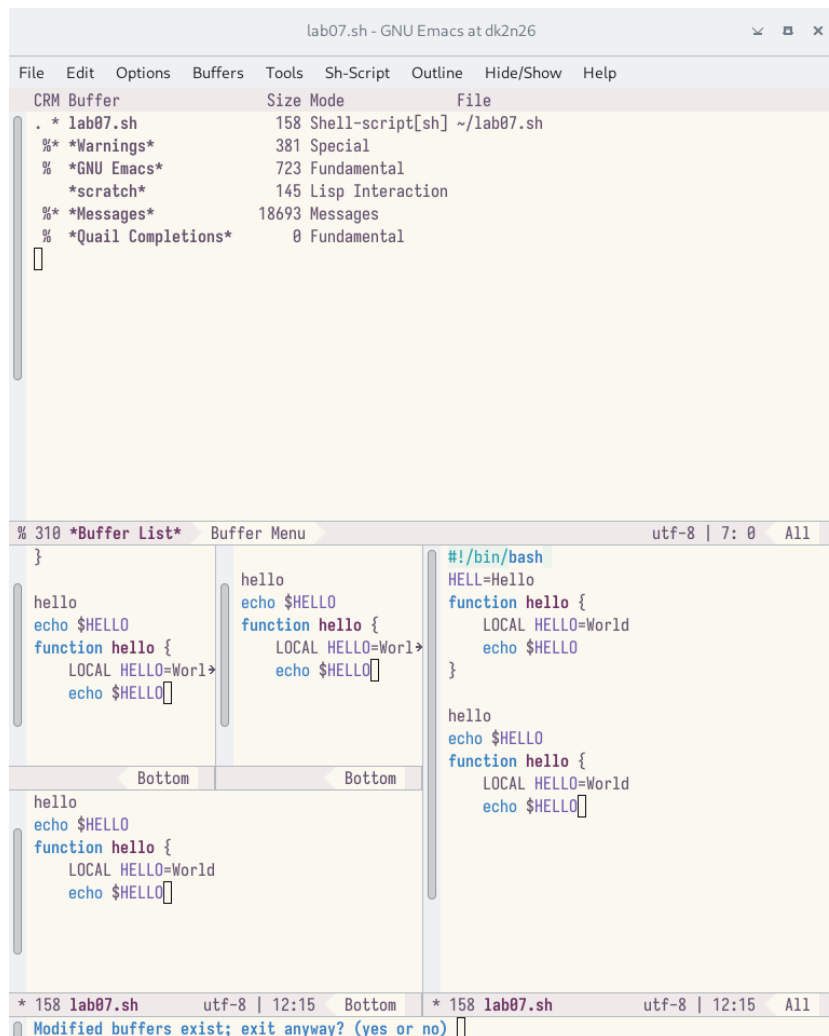 lab07.sh - GNU Emacs at dk2n26
File Edit Options Buffers Tools Sh-Script Outline Hide/Show Help
CRM Buffer Size Mode File
. * lab07.sh 158 Shell-script[sh] ~/lab07.sh
%* *Warnings* 381 Special
% *GNU Emacs* 723 Fundamental
*scratch* 145 Lisp Interaction
%* *Messages* 18693 Messages
% *Quail Completions* 0 Fundamental
% 310 *Buffer List* Buffer Menu utf-8 | 7: 0 All
}

hello
echo $HELLO
function hello {
    LOCAL HELLO=Worl→
    echo $HELLO
Bottom
hello
echo $HELLO
function hello {
    LOCAL HELLO=Worl→
    echo $HELLO
Bottom
hello
echo $HELLO
function hello {
    LOCAL HELLO=World
    echo $HELLO
* 158 lab07.sh utf-8 | 12:15 Bottom
#!/bin/bash
HELL=Hello
function hello {
    LOCAL HELLO=World
    echo $HELLO
}

hello
echo $HELLO
function hello {
    LOCAL HELLO=World
    echo $HELLO
* 158 lab07.sh utf-8 | 12:15 All
Modified buffers exist; exit anyway? (yes or no)